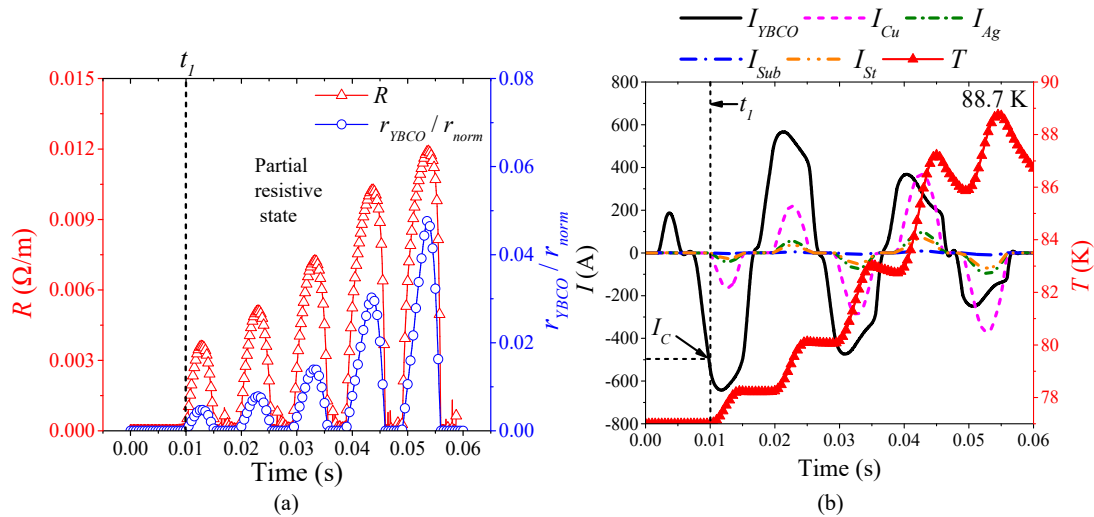 t1
0.015
0.012
0.009
0.006
0.003
0.000
R (Ω/m)
R
rYBCO / rnorm
Partial
resistive
state
0.08
0.06
0.04
0.02
0.00
rYBCO / rnorm
0.00 0.01 0.02 0.03 0.04 0.05 0.06
Time (s)
(a)
IYBCO ICu IAg
ISub ISt T
800
600
400
200
0
-200
-400
-600
-800
I (A)
t1
88.7 K
IC
90
88
86
84
82
80
78
T (K)
0.00 0.01 0.02 0.03 0.04 0.05 0.06
Time (s)
(b)